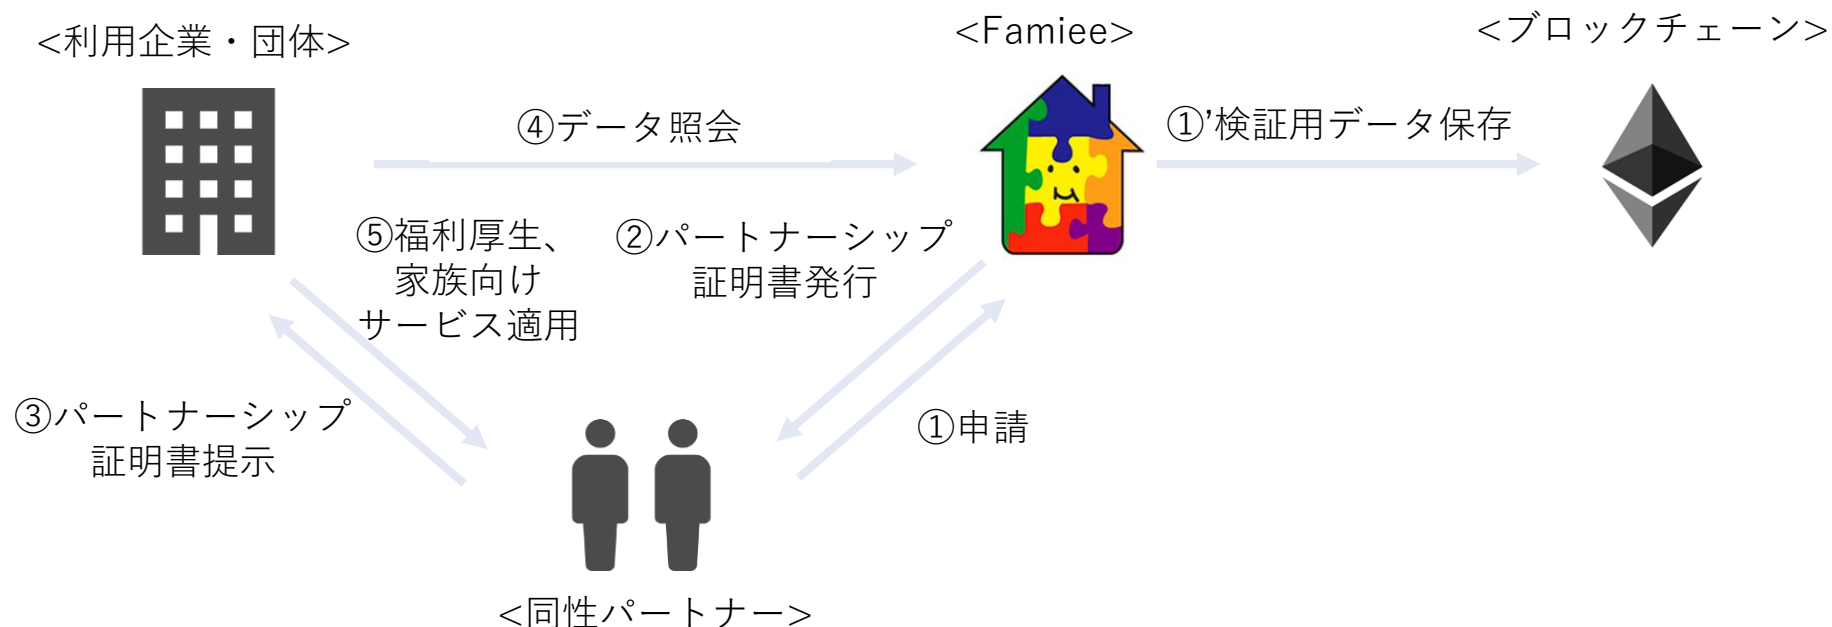 <利用企業・団体>
<Famiee>
<ブロックチェーン>
④データ照会
①’検証用データ保存
⑤福利厚生、
家族向け
サービス適用
②パートナーシップ
証明書発行
③パートナーシップ
証明書提示
①申請
<同性パートナー>